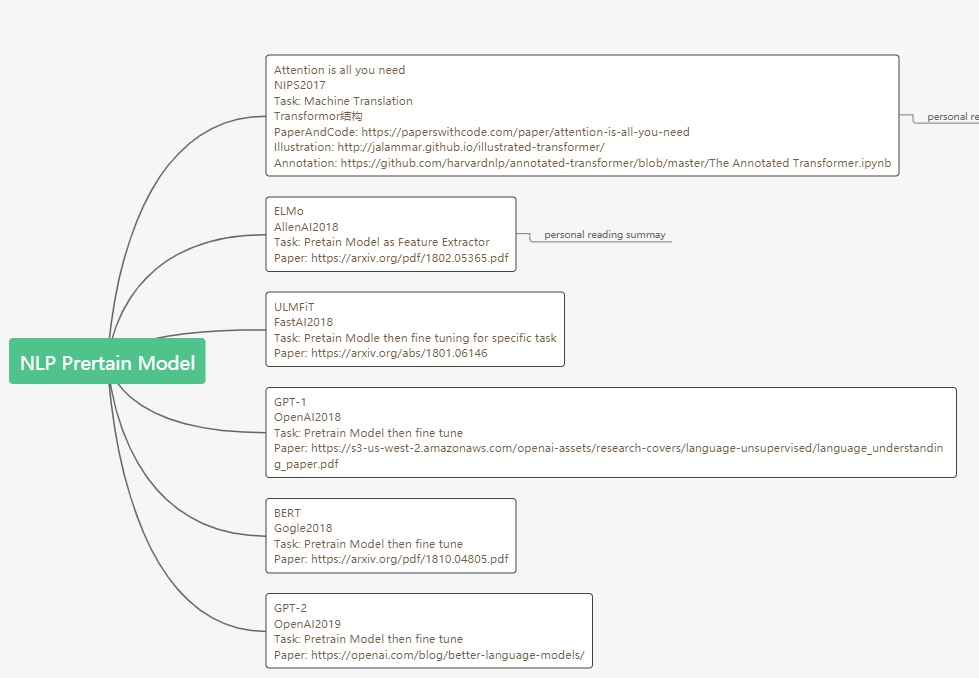 Attention is all you need
NIPS2017
Task: Machine Translation
Transformor结构
PaperAndCode: https://paperswithcode.com/paper/attention-is-all-you-need
Illustration: http://jalammar.github.io/illustrated-transformer/
Annotation: https://github.com/harvardnlp/annotated-transformer/blob/master/The Annotated Transformer.ipynb
personal re
ELMo
AllenAI2018
Task: Pretain Model as Feature Extractor
Paper: https://arxiv.org/pdf/1802.05365.pdf
personal reading summay
ULMFiT
FastAI2018
Task: Pretain Modle then fine tuning for specific task
Paper: https://arxiv.org/abs/1801.06146
NLP Prertain Model
GPT-1
OpenAI2018
Task: Pretrain Model then fine tune
Paper: https://s3-us-west-2.amazonaws.com/openai-assets/research-covers/language-unsupervised/language_understandin
g_paper.pdf
BERT
Gogle2018
Task: Pretrain Model then fine tune
Paper: https://arxiv.org/pdf/1810.04805.pdf
GPT-2
OpenAI2019
Task: Pretrain Model then fine tune
Paper: https://openai.com/blog/better-language-models/